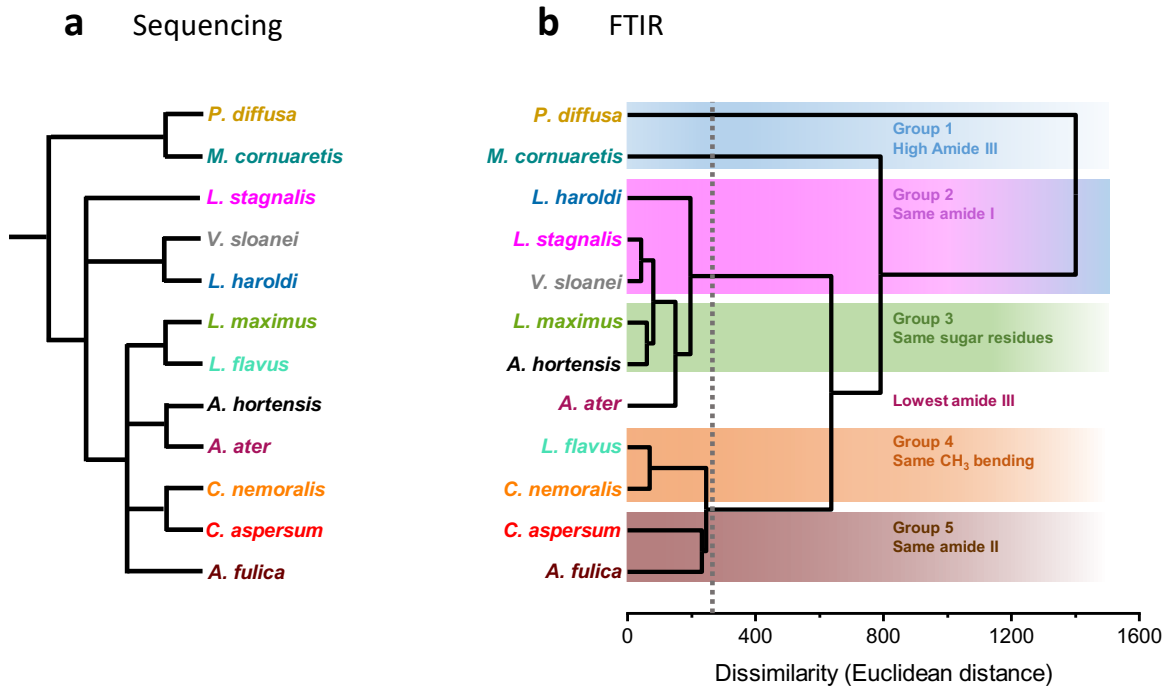 a Sequencing
P. diffusa
M. cornuaretis
L. stagnalis
V. sloanei
L. haroldi
L. maximus
L. flavus
A. hortensis
A. ater
C. nemoralis
C. aspersum
A. fulica
b FTIR
P. diffusa
M. cornuaretis
L. haroldi
L. stagnalis
V. sloanei
L. maximus
A. hortensis
A. ater
L. flavus
C. nemoralis
C. aspersum
A. fulica
Group 1
High Amide III
Group 2
Same amide I
Group 3
Same sugar residues
Lowest amide III
Group 4
Same CH₃ bending
Group 5
Same amide II
0 400 800 1200 1600
Dissimilarity (Euclidean distance)